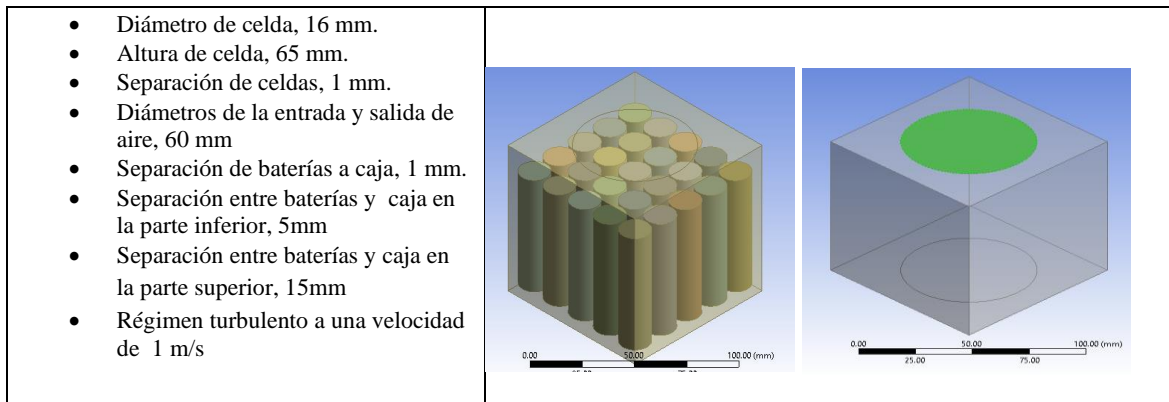 • Diámetro de celda, 16 mm.
• Altura de celda, 65 mm.
• Separación de celdas, 1 mm.
• Diámetros de la entrada y salida de
aire, 60 mm
• Separación de baterías a caja, 1 mm.
• Separación entre baterías y caja en
la parte inferior, 5mm
• Separación entre baterías y caja en
la parte superior, 15mm
• Régimen turbulento a una velocidad
de 1 m/s
0.00 50.00 100.00 (mm)
0.00 50.00 100.00 (mm)
25.00 75.00